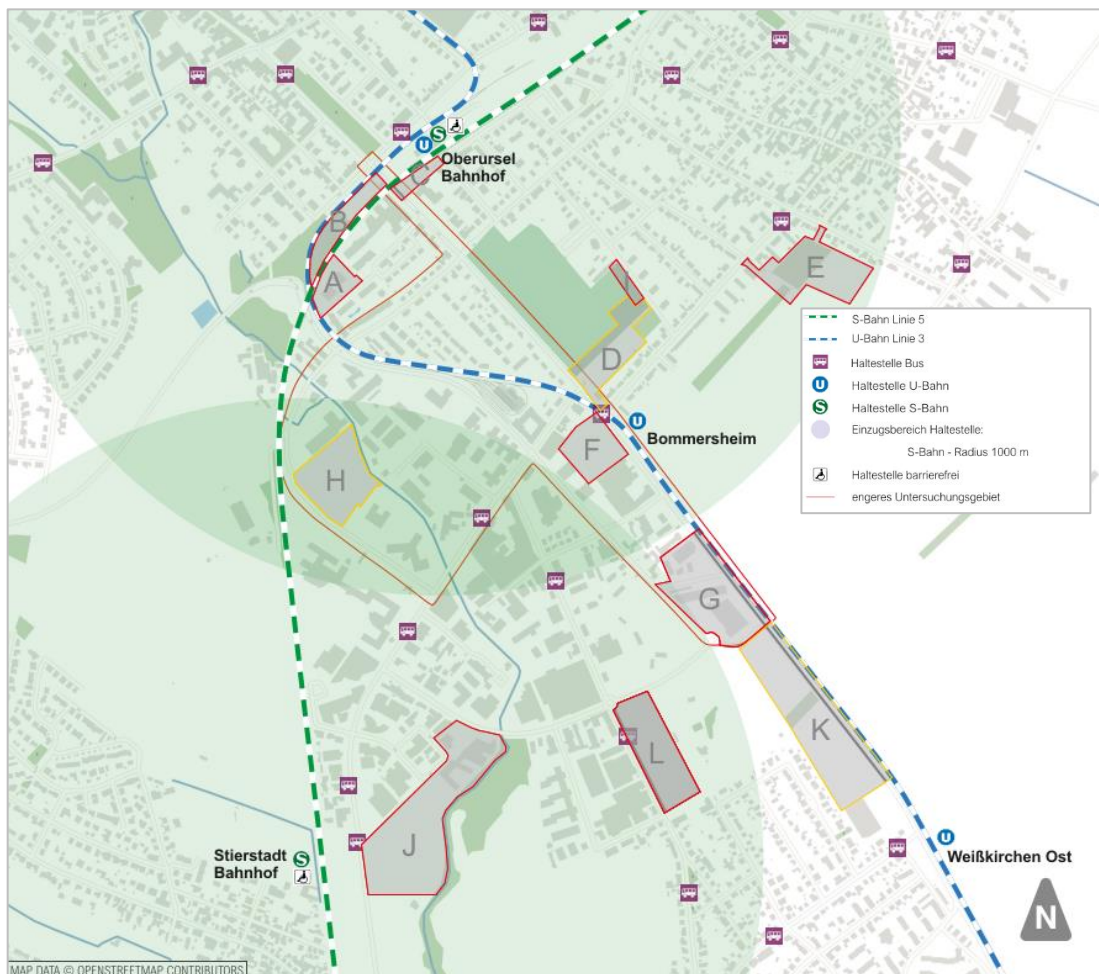 Oberursel
Bahnhof
C
B
A
E
I
D
S-Bahn Linie 5
U-Bahn Linie 3
Haltestelle Bus
U
Haltestelle U-Bahn
S
Haltestelle S-Bahn
Einzugsbereich Haltestelle:
S-Bahn - Radius 1000 m
Haltestelle barrierefrei
engeres Untersuchungsgebiet
U
S
U
Bommersheim
F
H
G
K
L
J
Stierstadt
Bahnhof
S
U
Weißkirchen Ost
N
MAP DATA © OPENSTREETMAP CONTRIBUTORS